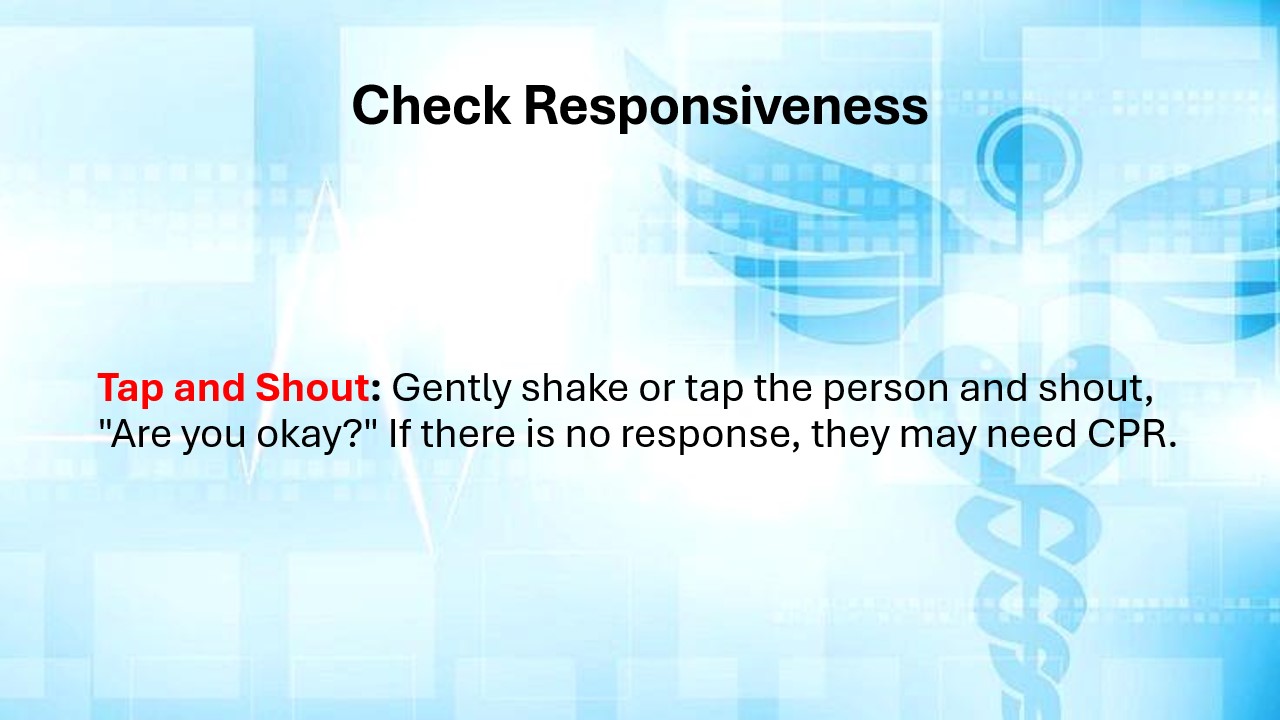 Check Responsiveness
Tap and Shout: Gently shake or tap the person and shout,
"Are you okay?" If there is no response, they may need CPR.